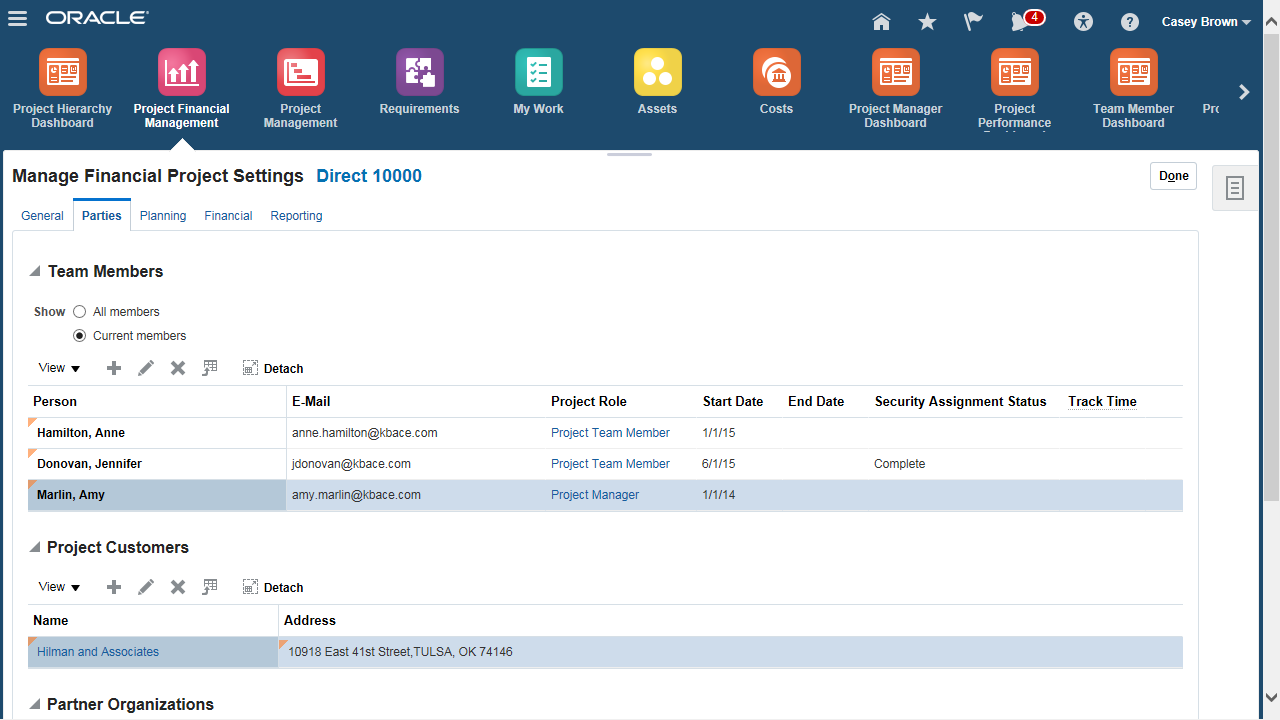 ORACLE
4
Casey Brown
Project Hierarchy Dashboard
Project Financial Management
Project Management
Requirements
My Work
Assets
Costs
Project Manager Dashboard
Project Performance
Team Member Dashboard
Manage Financial Project Settings Direct 10000
Done
General Parties Planning Financial Reporting
Team Members
Show All members
Current members
View Detach
Person E-Mail Project Role Start Date End Date Security Assignment Status Track Time
Hamilton, Anne anne.hamilton@kbace.com Project Team Member 1/1/15
Donovan, Jennifer jdonovan@kbace.com Project Team Member 6/1/15 Complete
Marlin, Amy amy.marlin@kbace.com Project Manager 1/1/14
Project Customers
View Detach
Name Address
Hilman and Associates 10918 East 41st Street,TULSA, OK 74146
Partner Organizations